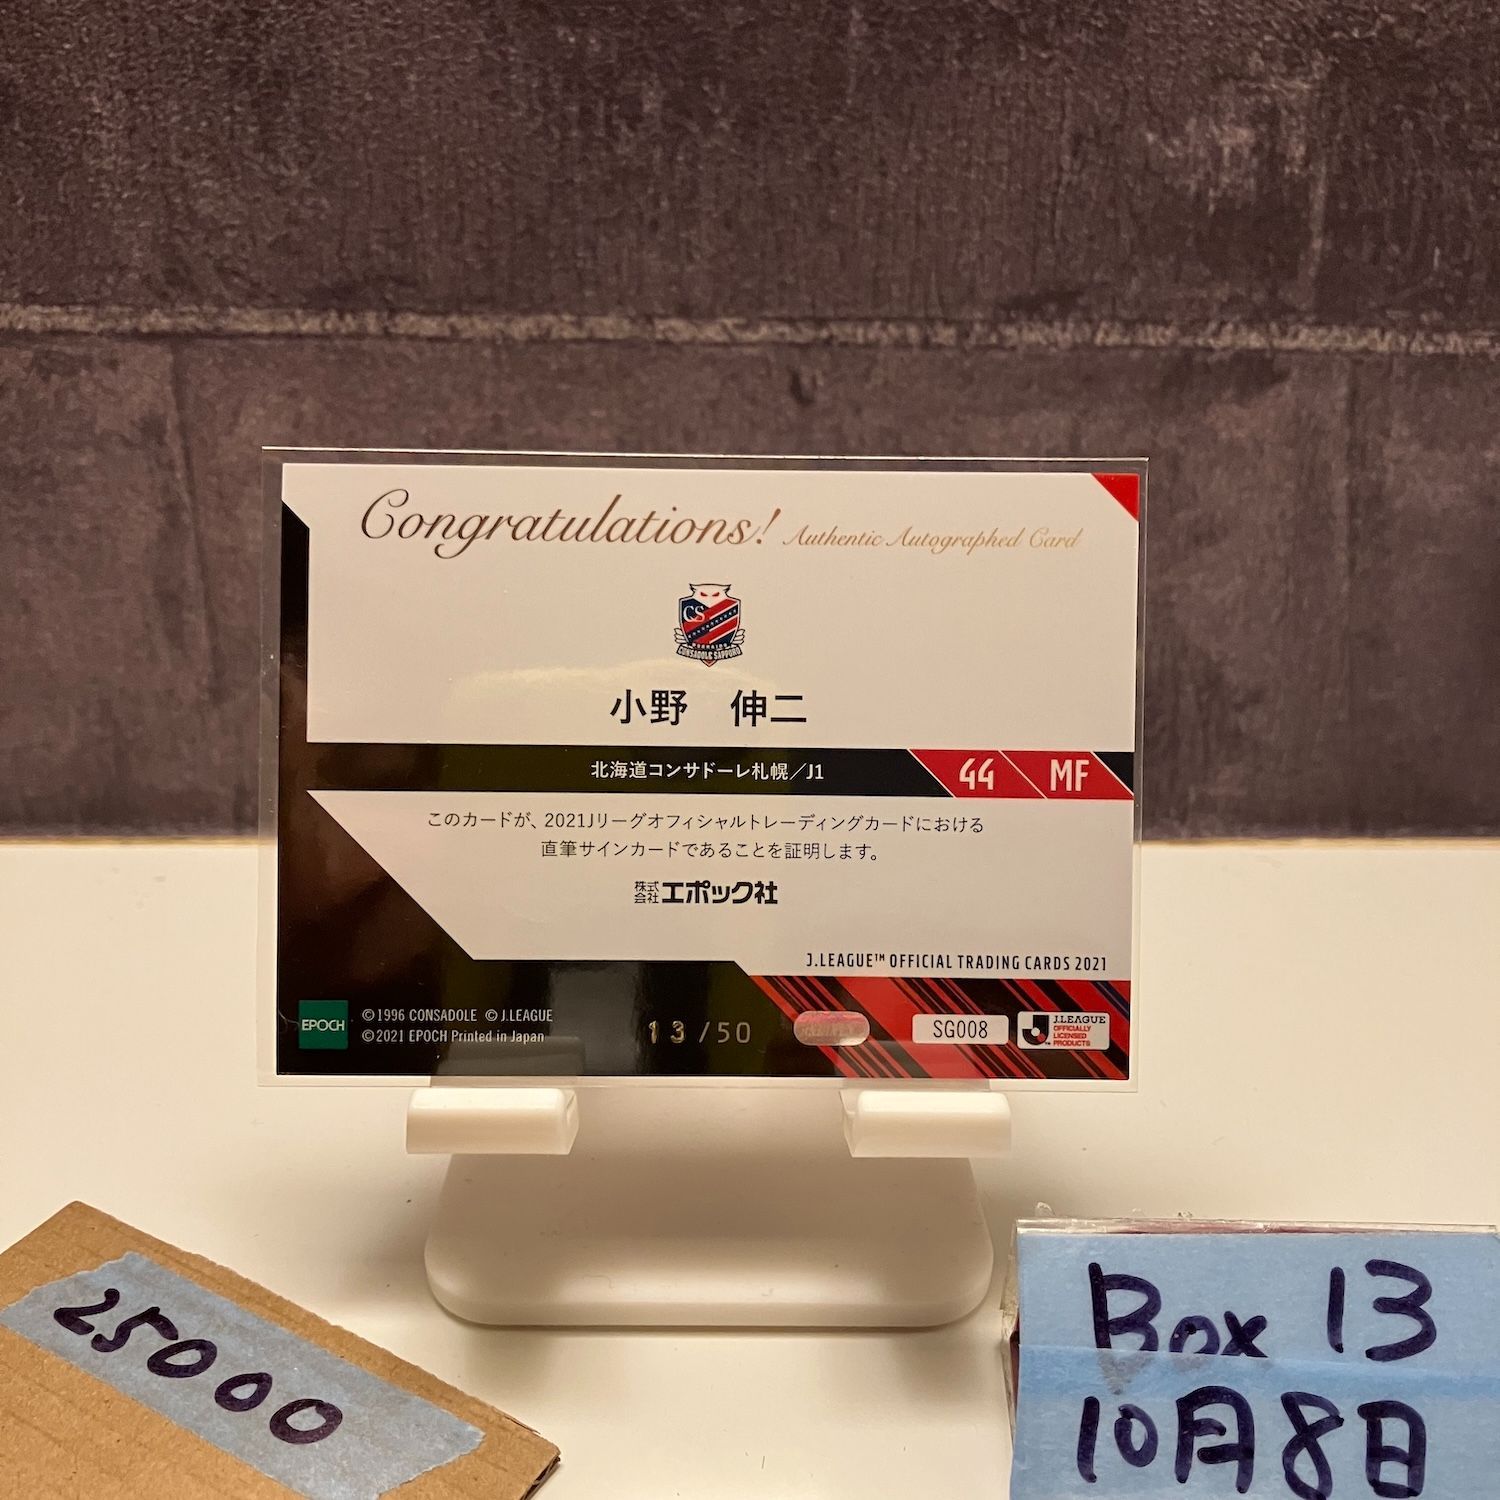 Congratulations! Authentic Autographed Card
CS
CONSADOLE SAPPORO
小野　伸二
北海道コンサドーレ札幌／J1 44 MF
このカードが、2021Jリーグオフィシャルトレーディングカードにおける
直筆サインカードであることを証明します。
株式会社エポック社
J.LEAGUE™ OFFICIAL TRADING CARDS 2021
EPOCH
©1996 CONSADOLE ©J.LEAGUE
©2021 EPOCH Printed in Japan
13/50
SG008
J.LEAGUE
OFFICIALLY
LICENSED
PRODUCTS
25000
Box 13
10月8日